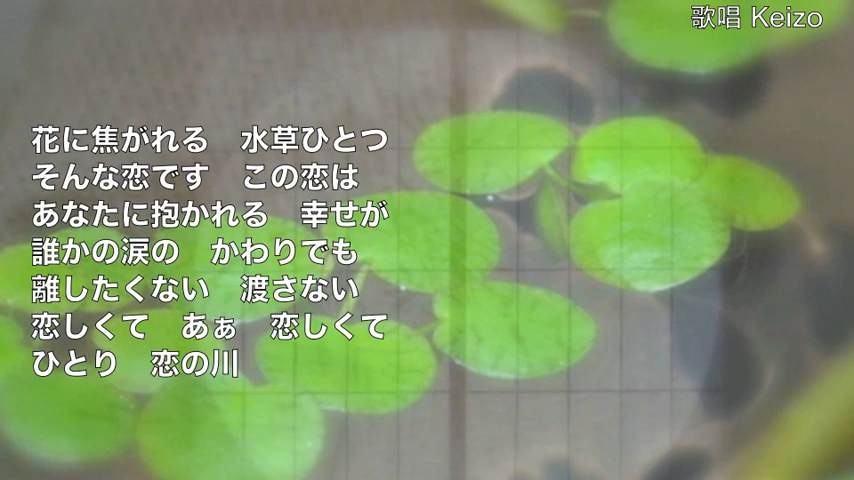 歌唱 Keizo
花に焦がれる　水草ひとつ
そんな恋です　この恋は
あなたに抱かれる　幸せが
誰かの涙の　かわりでも
離したくない　渡さない
恋しくて　あぁ　恋しくて
ひとり　恋の川